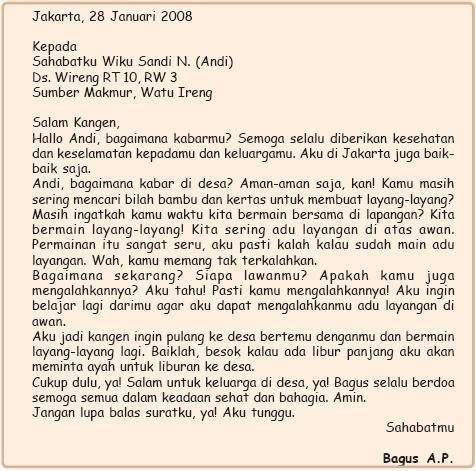 Jakarta, 28 Januari 2008
Kepada
Sahabatku Wiku Sandi N. (Andi)
Ds. Wireng RT 10, RW 3
Sumber Makmur, Watu Ireng
Salam Kangen,
Hallo Andi, bagaimana kabarmu? Semoga selalu diberikan kesehatan
dan keselamatan kepadamu dan keluargamu. Aku di Jakarta juga baik-
baik saja.
Andi, bagaimana kabar di desa? Aman-aman saja, kan! Kamu masih
sering mencari bilah bambu dan kertas untuk membuat layang-layang?
Masih ingatkah kamu waktu kita bermain bersama di lapangan? Kita
bermain layang-layang! Kita sering adu layangan di atas awan.
Permainan itu sangat seru, aku pasti kalah kalau sudah main adu
layangan. Wah, kamu memang tak terkalahkan.
Bagaimana sekarang? Siapa lawanmu? Apakah kamu juga
mengalahkannya? Aku tahu! Pasti kamu mengalahkannya! Aku ingin
belajar lagi darimu agar aku dapat mengalahkanmu adu layangan di
awan.
Aku jadi kangen ingin pulang ke desa bertemu denganmu dan bermain
layang-layang lagi. Baiklah, besok kalau ada libur panjang aku akan
meminta ayah untuk liburan ke desa.
Cukup dulu, ya! Salam untuk keluarga di desa, ya! Bagus selalu berdoa
semoga semua dalam keadaan sehat dan bahagia. Amin.
Jangan lupa balas suratku, ya! Aku tunggu.
Sahabatmu
Bagus A.P.